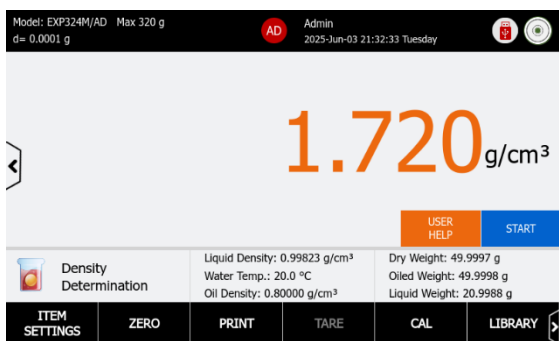 Model: EXP324M/AD Max 320 g
d= 0.0001 g
AD
Admin
2025-Jun-03 21:32:33 Tuesday
1.720 g/cm³
USER
HELP
START
Density
Determination
Liquid Density: 0.99823 g/cm³
Water Temp.: 20.0 °C
Oil Density: 0.80000 g/cm³
Dry Weight: 49.9997 g
Oiled Weight: 49.9998 g
Liquid Weight: 20.9988 g
ITEM
SETTINGS
ZERO
PRINT
TARE
CAL
LIBRARY